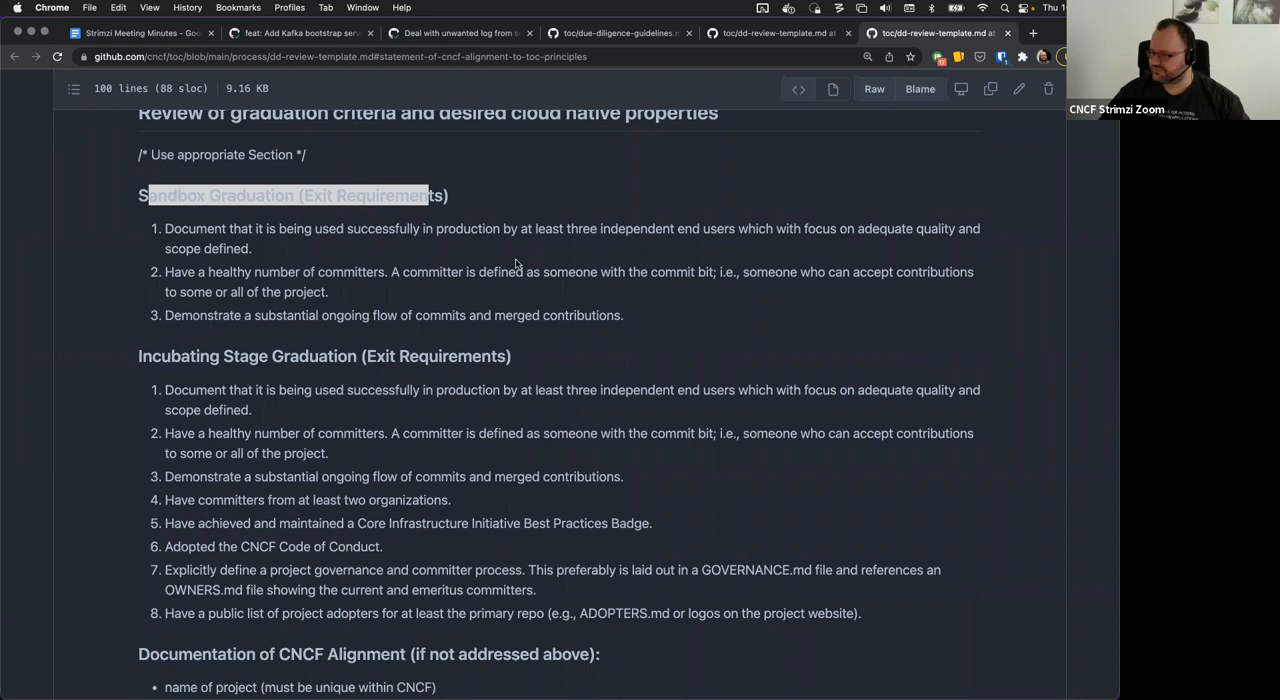 Chrome File Edit View History Bookmarks Profiles Tab Window Help Thu 1
Strimzi Meeting Minutes - Goo
feat: Add Kafka bootstrap serv
Deal with unwanted log from s
toc/due-diligence-guidelines.m
toc/dd-review-template.md at
toc/dd-review-template.md at
github.com/cncf/toc/blob/main/process/dd-review-template.md#statement-of-cncf-alignment-to-toc-principles
100 lines (88 sloc) 9.16 KB
<> Raw Blame
CNCF Strimzi Zoom
Review of graduation criteria and desired cloud native properties
/* Use appropriate Section */
Sandbox Graduation (Exit Requirements)
1. Document that it is being used successfully in production by at least three independent end users which with focus on adequate quality and
scope defined.
2. Have a healthy number of committers. A committer is defined as someone with the commit bit; i.e., someone who can accept contributions
to some or all of the project.
3. Demonstrate a substantial ongoing flow of commits and merged contributions.
Incubating Stage Graduation (Exit Requirements)
1. Document that it is being used successfully in production by at least three independent end users which with focus on adequate quality and
scope defined.
2. Have a healthy number of committers. A committer is defined as someone with the commit bit; i.e., someone who can accept contributions
to some or all of the project.
3. Demonstrate a substantial ongoing flow of commits and merged contributions.
4. Have committers from at least two organizations.
5. Have achieved and maintained a Core Infrastructure Initiative Best Practices Badge.
6. Adopted the CNCF Code of Conduct.
7. Explicitly define a project governance and committer process. This preferably is laid out in a GOVERNANCE.md file and references an
OWNERS.md file showing the current and emeritus committers.
8. Have a public list of project adopters for at least the primary repo (e.g., ADOPTERS.md or logos on the project website).
Documentation of CNCF Alignment (if not addressed above):
• name of project (must be unique within CNCF)